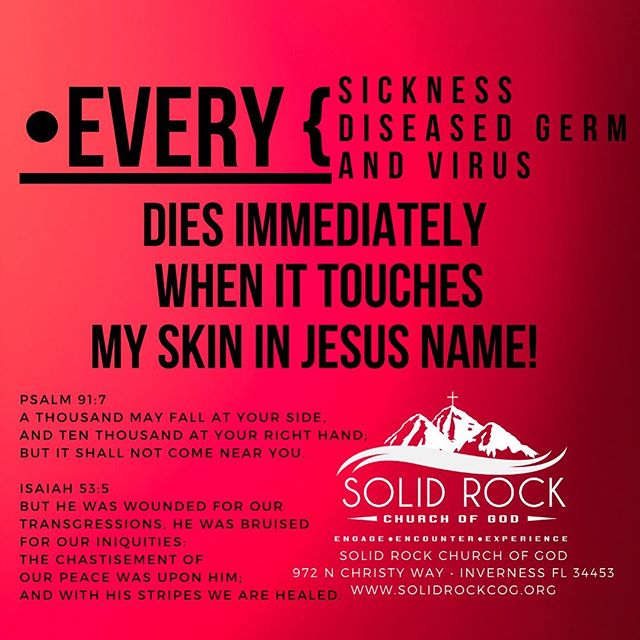 •EVERY {
SICKNESS
DISEASED GERM
AND VIRUS
DIES IMMEDIATELY
WHEN IT TOUCHES
MY SKIN IN JESUS NAME!
PSALM 91:7
A THOUSAND MAY FALL AT YOUR SIDE,
AND TEN THOUSAND AT YOUR RIGHT HAND;
BUT IT SHALL NOT COME NEAR YOU.
ISAIAH 53:5
BUT HE WAS WOUNDED FOR OUR
TRANSGRESSIONS, HE WAS BRUISED
FOR OUR INIQUITIES:
THE CHASTISEMENT OF
OUR PEACE WAS UPON HIM;
AND WITH HIS STRIPES WE ARE HEALED.
SOLID ROCK
CHURCH OF GOD
ENGAGE•ENCOUNTER•EXPERIENCE
SOLID ROCK CHURCH OF GOD
972 N CHRISTY WAY • INVERNESS FL 34453
WWW.SOLIDROCKCOG.ORG